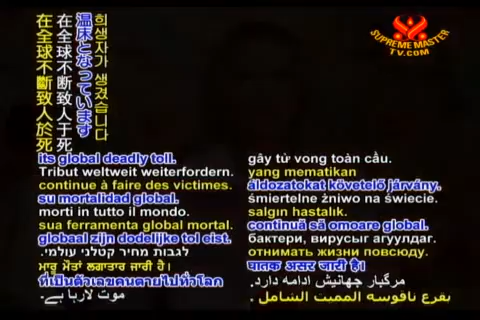 在全球不斷致人於死
在全球不断致人于死
温床となっています
희생자가 생겼습니다
SUPREME MASTER
TV.COM
its global deadly toll.
Tribut weltweit weiterfordern.
continue à faire des victimes.
su mortalidad global.
morti in tutto il mondo.
sua ferramenta global mortal.
globaal zijn dodelijke tol eist.
לגבות מחיר קטלני עולמי.
ਮਾਰੂ ਮੌਤਾਂ ਲਗਾਤਾਰ ਜਾਰੀ ਹੈ।
ที่เป็นตัวเลขคนตายไปทั่วโลก
موت لارہا ہے۔
gây tử vong toàn cầu.
yang mematikan
áldozatokat követelő járvány.
śmiertelne żniwo na świecie.
salgın hastalık.
continuă să omoare global.
бактери, вирусыг агуулдаг.
отнимать жизни повсюду.
घातक असर जारी है।
مرگبار جهانیش ادامه دارد.
يقرع ناقوسه المميت الشامل.